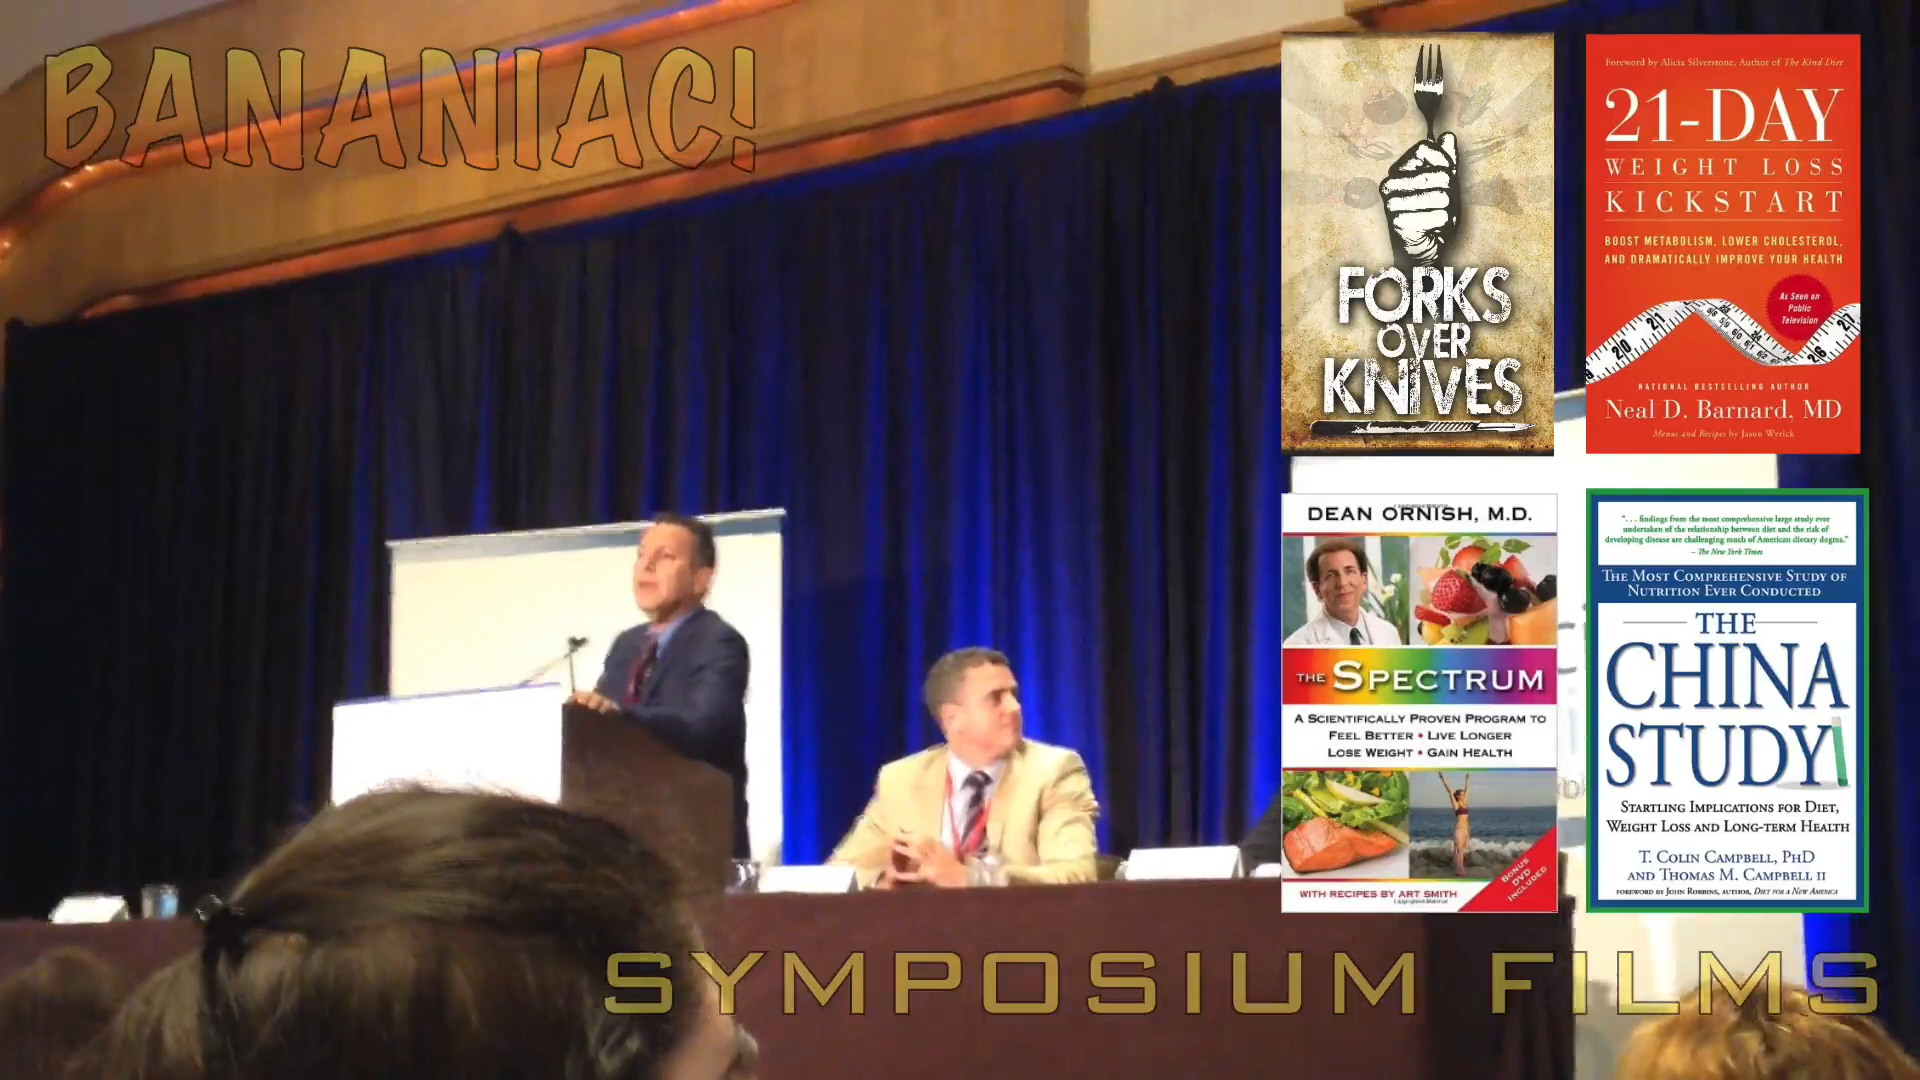 BANANIAC!
FORKS
OVER
KNIVES
Foreword by Alicia Silverstone, Author of The Kind Diet
21-DAY
WEIGHT LOSS
KICKSTART
BOOST METABOLISM, LOWER CHOLESTEROL,
AND DRAMATICALLY IMPROVE YOUR HEALTH
As Seen on
Public
Television
20 21
26 27
NATIONAL BESTSELLING AUTHOR
Neal D. Barnard, MD
Menus and Recipes by Jason Wyrick
DEAN ORNISH, M.D.
THE SPECTRUM
A SCIENTIFICALLY PROVEN PROGRAM TO
FEEL BETTER • LIVE LONGER
LOSE WEIGHT • GAIN HEALTH
BONUS
DVD
INCLUDED
WITH RECIPES BY ART SMITH
Copyrighted Material
"... findings from the most comprehensive large study ever
undertaken of the relationship between diet and the risk of
developing disease are challenging much of American dietary dogma."
– The New York Times
THE MOST COMPREHENSIVE STUDY OF
NUTRITION EVER CONDUCTED
THE
CHINA
STUDY
STARTLING IMPLICATIONS FOR DIET,
WEIGHT LOSS AND LONG-TERM HEALTH
T. COLIN CAMPBELL, PHD
AND THOMAS M. CAMPBELL II
FOREWORD BY JOHN ROBBINS, AUTHOR, DIET FOR A NEW AMERICA
SYMPOSIUM FILMS